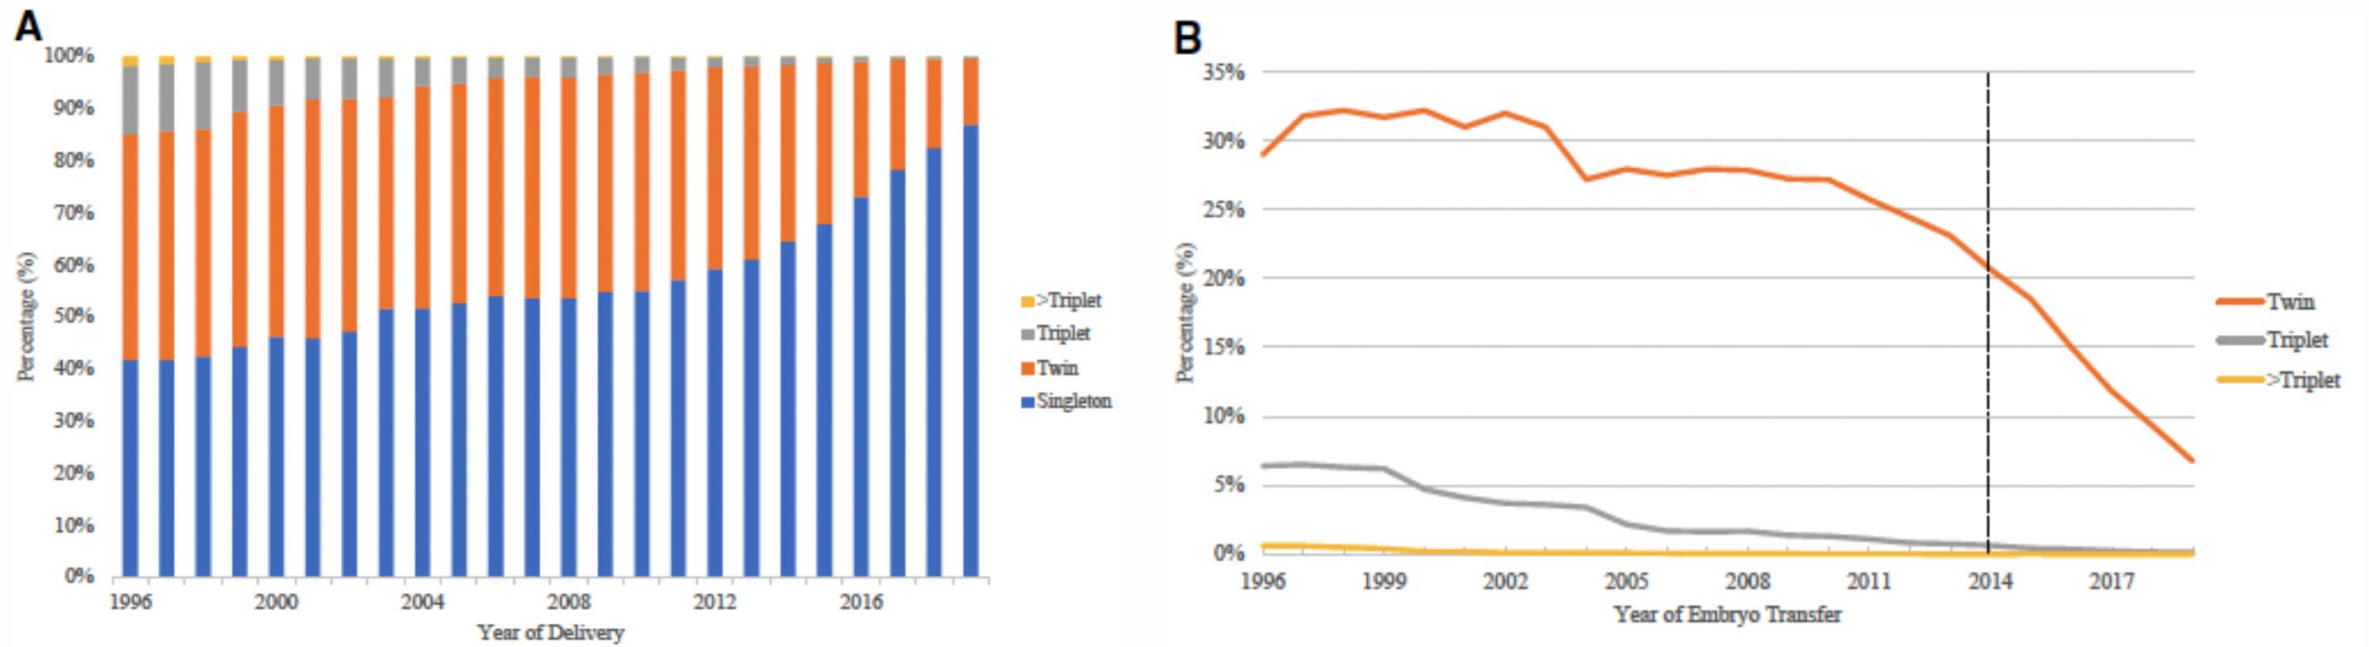 A
100%
90%
80%
70%
60%
50%
40%
30%
20%
10%
0%
Percentage (%)
1996 2000 2004 2008 2012 2016
Year of Delivery
>Triplet
Triplet
Twin
Singleton
B
35%
30%
25%
20%
15%
10%
5%
0%
Percentage (%)
1996 1999 2002 2005 2008 2011 2014 2017
Year of Embryo Transfer
Twin
Triplet
>Triplet